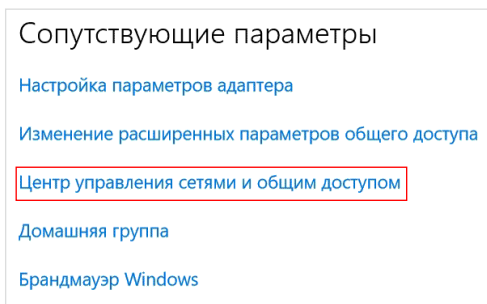 Сопутствующие параметры
Настройка параметров адаптера
Изменение расширенных параметров общего доступа
Центр управления сетями и общим доступом
Домашняя группа
Брандмауэр Windows